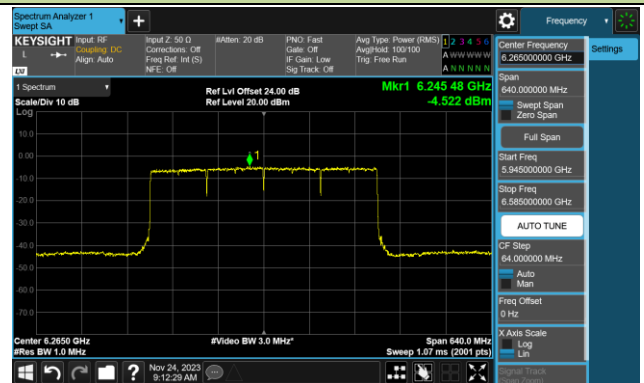 Spectrum Analyzer 1
Swept SA
+
Frequency
KEYSIGHT
L
LXI
Input: RF
Coupling: DC
Align: Auto
Input Z: 50 Ω
Corrections: Off
Freq Ref: Int (S)
NFE: Off
#Atten: 20 dB
PNO: Fast
Gate: Off
IF Gain: Low
Sig Track: Off
Avg Type: Power (RMS)
Avg|Hold: 100/100
Trig: Free Run
1 2 3 4 5 6
A W W W W W
A N N N N N
1 Spectrum
Scale/Div 10 dB
Log
Ref Lvl Offset 24.00 dB
Ref Level 20.00 dBm
Mkr1 6.245 48 GHz
-4.522 dBm
10.0
0.00
-10.0
-20.0
-30.0
-40.0
-50.0
-60.0
-70.0
1
Center 6.2650 GHz
#Res BW 1.0 MHz
#Video BW 3.0 MHz*
Span 640.0 MHz
Sweep 1.07 ms (2001 pts)
Nov 24, 2023
9:12:29 AM
?
Center Frequency
6.265000000 GHz
Settings
Span
640.000000 MHz
Swept Span
Zero Span
Full Span
Start Freq
5.945000000 GHz
Stop Freq
6.585000000 GHz
AUTO TUNE
CF Step
64.000000 MHz
Auto
Man
Freq Offset
0 Hz
X Axis Scale
Log
Lin
Signal Track